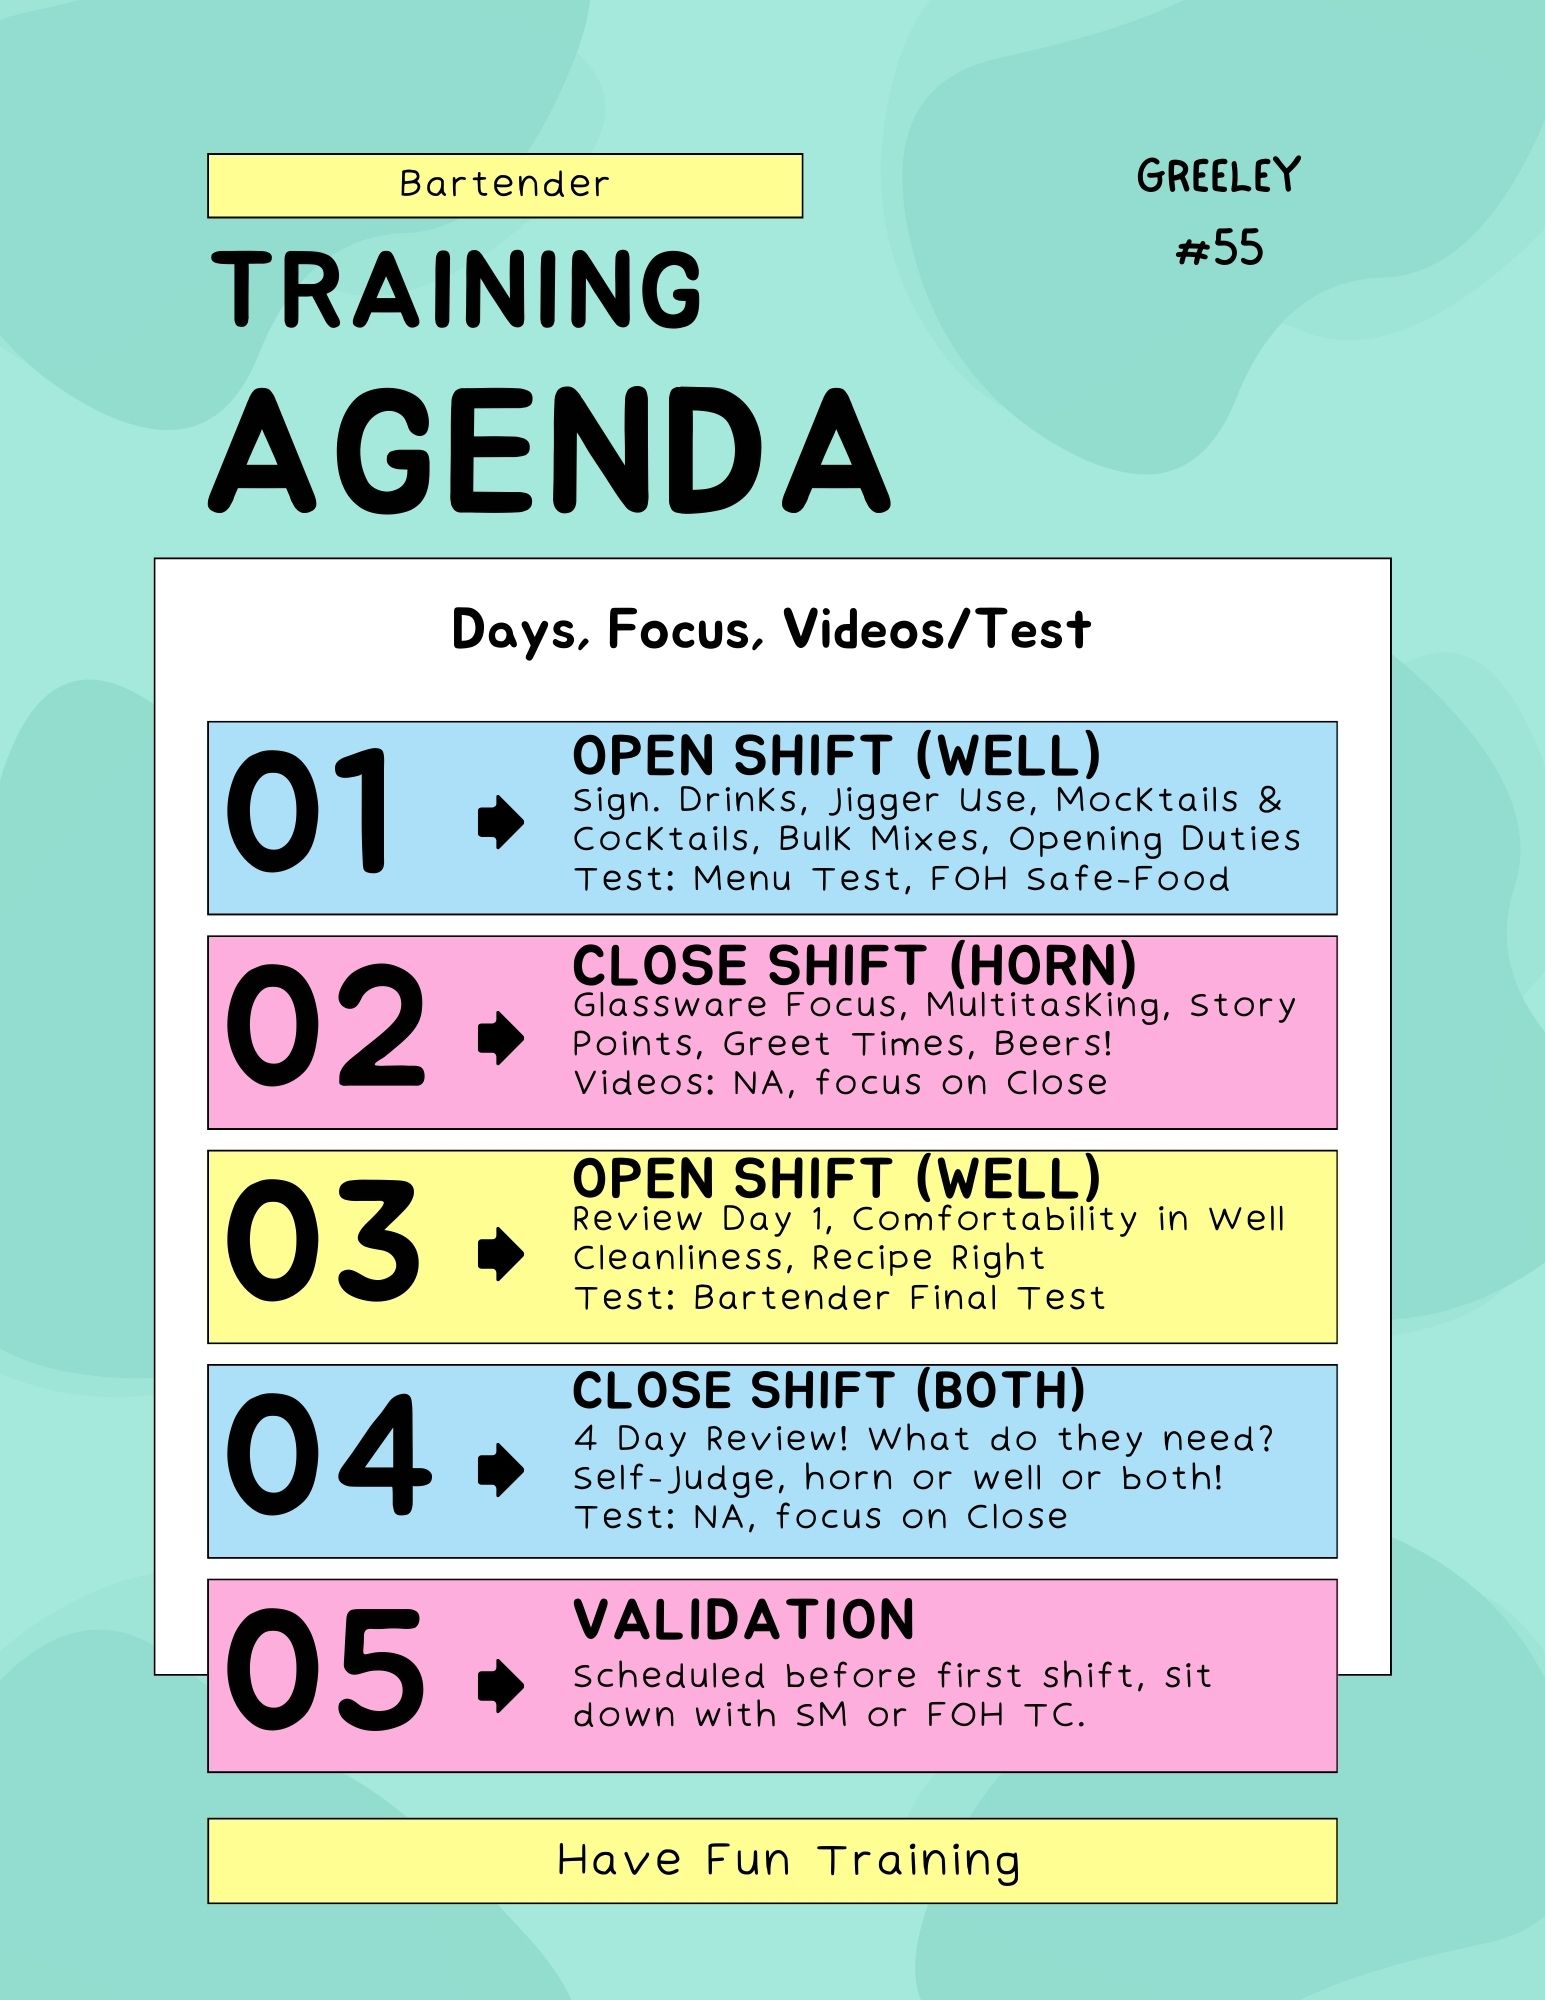 Bartender
GREELEY
#55
TRAINING
AGENDA
Days, Focus, Videos/Test
01
OPEN SHIFT (WELL)
Sign. Drinks, Jigger Use, Mocktails &
Cocktails, Bulk Mixes, Opening Duties
Test: Menu Test, FOH Safe-Food
02
CLOSE SHIFT (HORN)
Glassware Focus, Multitasking, Story
Points, Greet Times, Beers!
Videos: NA, focus on Close
03
OPEN SHIFT (WELL)
Review Day 1, Comfortability in Well
Cleanliness, Recipe Right
Test: Bartender Final Test
04
CLOSE SHIFT (BOTH)
4 Day Review! What do they need?
Self-Judge, horn or well or both!
Test: NA, focus on Close
05
VALIDATION
Scheduled before first shift, sit
down with SM or FOH TC.
Have Fun Training